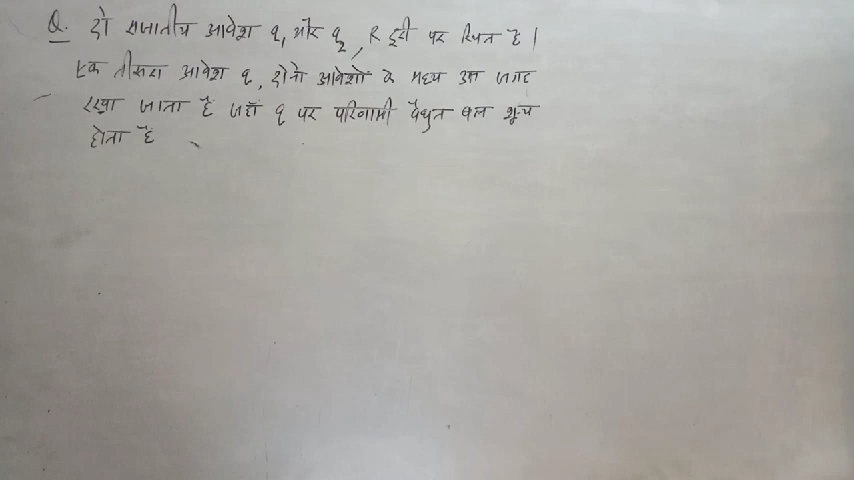 Q. दो सजातीय आवेश q₁ और q₂, R दूरी पर स्थित है।
एक तीसरा आवेश q, दोनो आवेशों के मध्य उस जगह
रखा जाता है जहाँ q पर परिणामी वैधुत बल शून्य
होता है